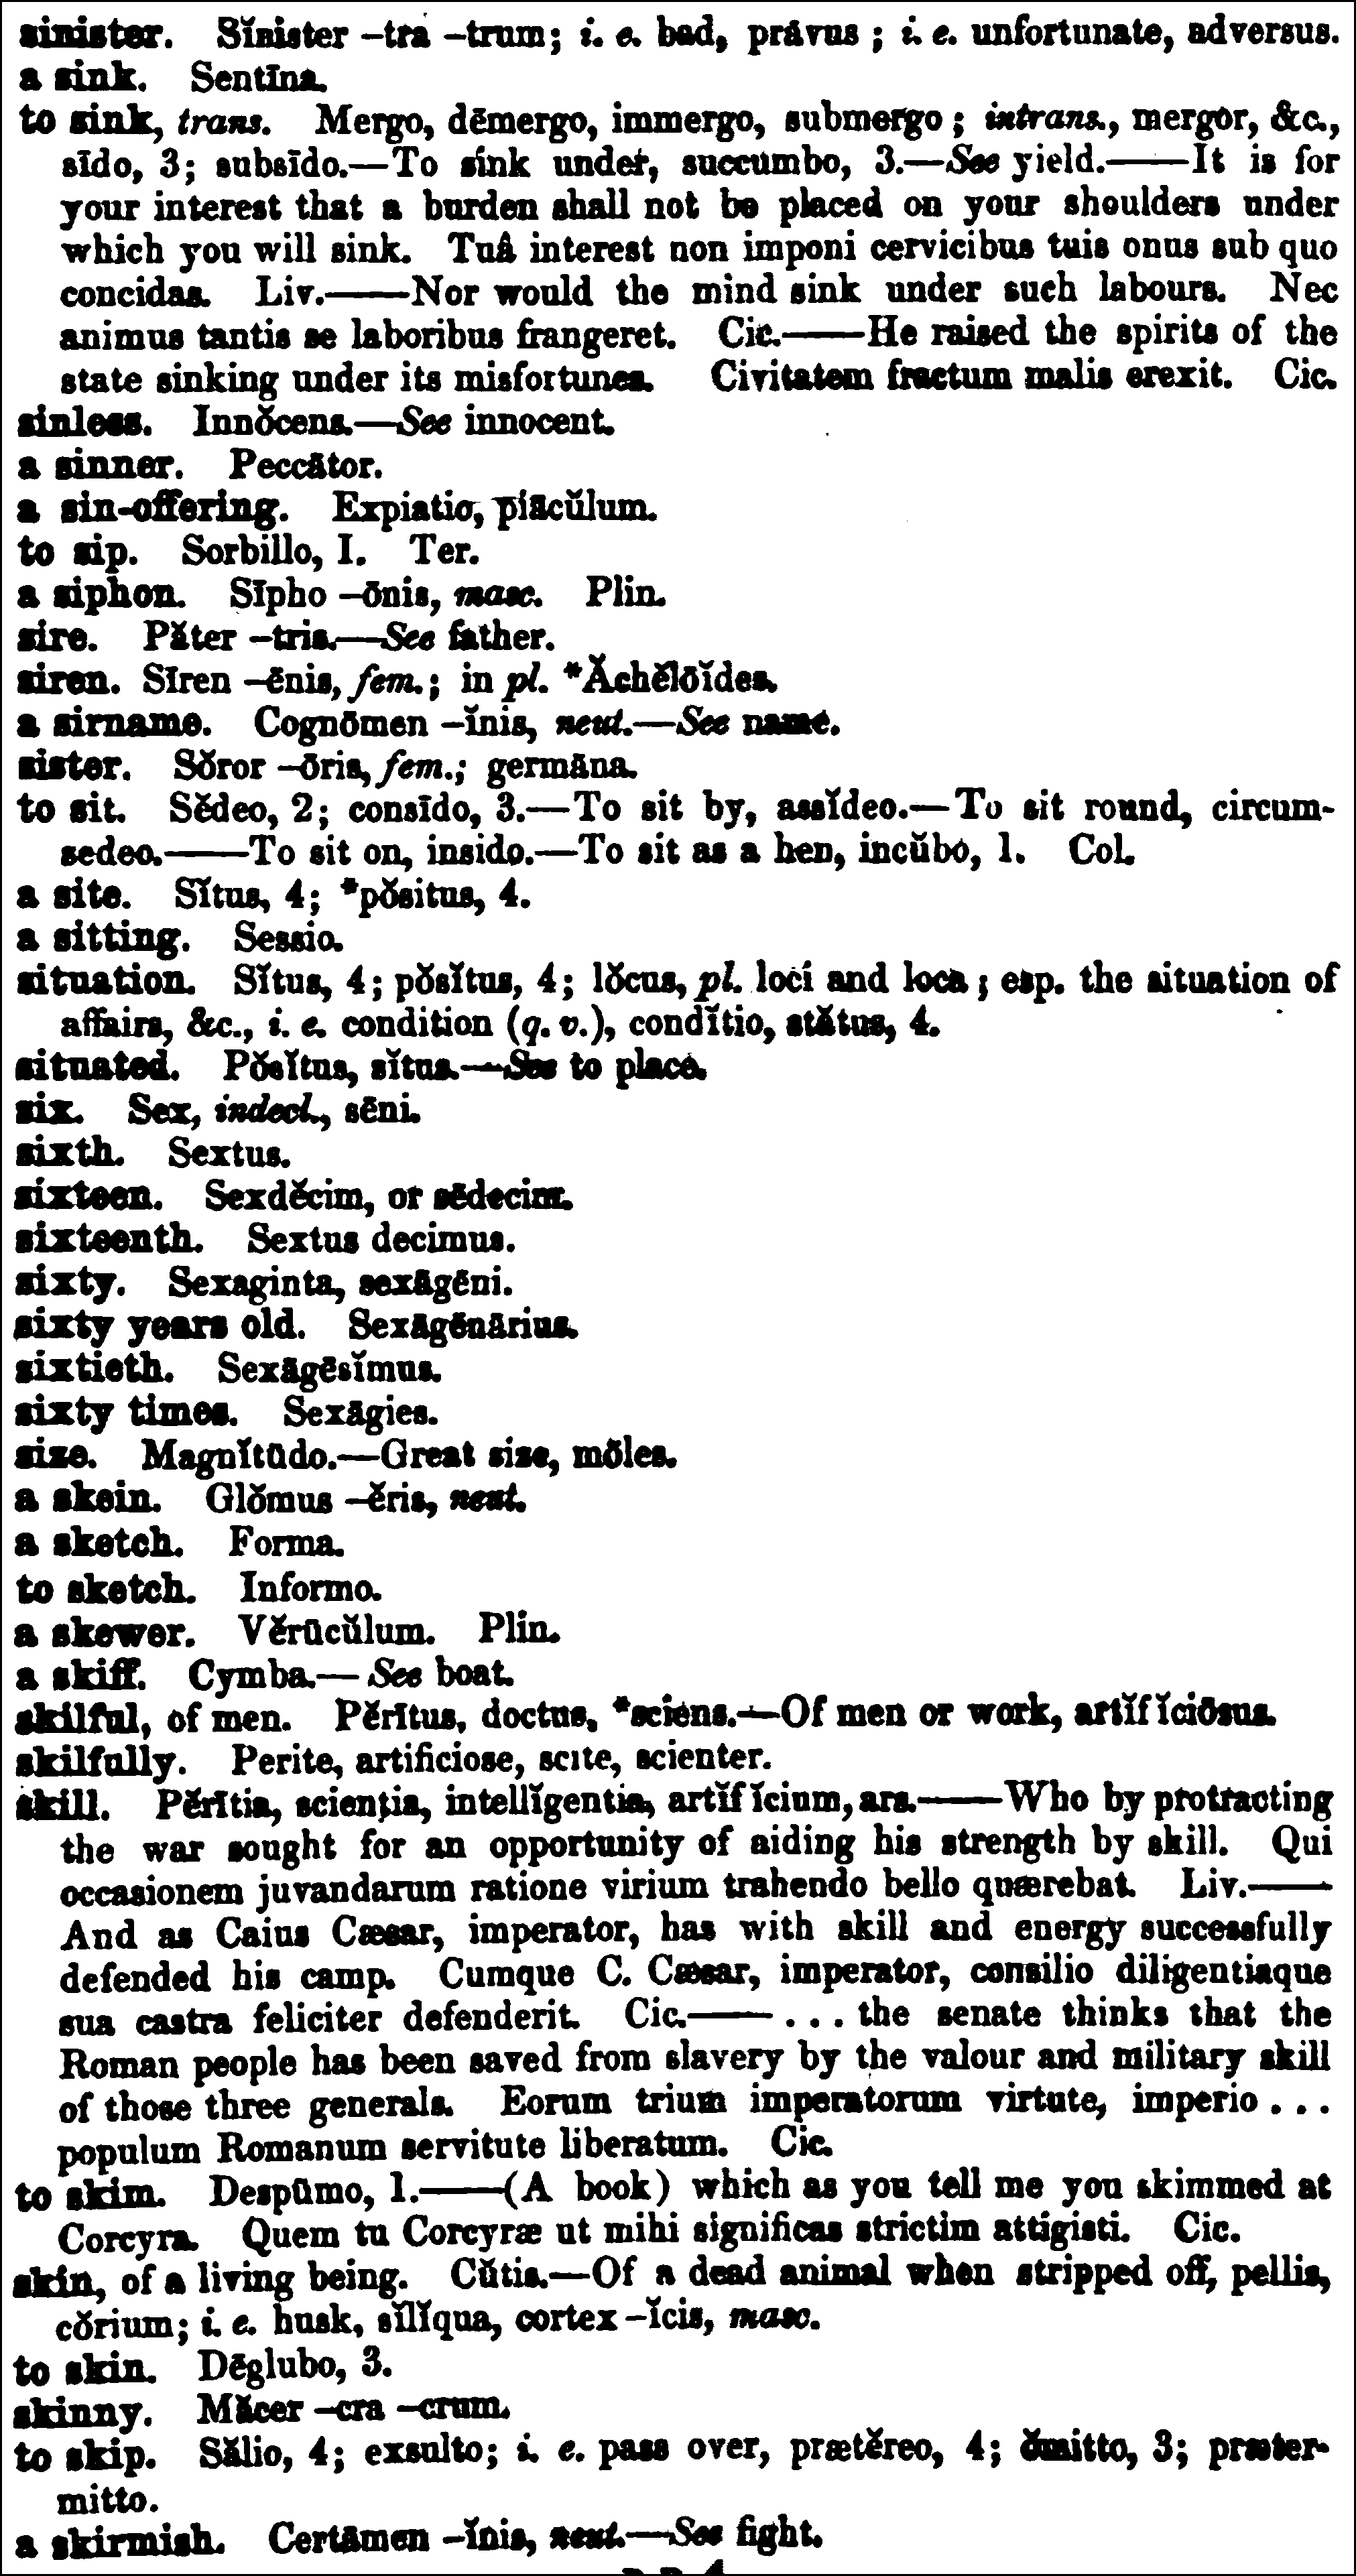 sinister. Sĭnister –tra –trum; i. e. bad, prāvus; i. e. unfortunate, adversus.
a sink. Sentīna.
to sink, trans. Mergo, dēmergo, immergo, submergo; intrans., mergor, &c.,
sīdo, 3; subsīdo.—To sink under, succumbo, 3.—See yield.——It is for
your interest that a burden shall not be placed on your shoulders under
which you will sink. Tuâ interest non imponi cervicibus tuis onus sub quo
concidas. Liv.——Nor would the mind sink under such labours. Nec
animus tantis se laboribus frangeret. Cic.——He raised the spirits of the
state sinking under its misfortunes. Civitatem fractum malis erexit. Cic.
sinless. Innŏcens.—See innocent.
a sinner. Peccātor.
a sin-offering. Expiatio, piācŭlum.
to sip. Sorbillo, I. Ter.
a siphon. Sīpho –ōnis, masc. Plin.
sire. Păter –tris.—See father.
siren. Sīren –ēnis, fem.; in pl. *Ăchĕlōĭdes.
a sirname. Cognōmen –ĭnis, neut.—See name.
sister. Sŏror –ōris, fem.; germāna.
to sit. Sĕdeo, 2; consīdo, 3.—To sit by, assĭdeo.—To sit round, circum-
sedeo.——To sit on, insido.—To sit as a hen, incŭbo, 1. Col.
a site. Sĭtus, 4; *pŏsitus, 4.
a sitting. Sessio.
situation. Sĭtus, 4; pŏsĭtus, 4; lŏcus, pl. loci and loca; esp. the situation of
affairs, &c., i. e. condition (q. v.), condĭtio, stătus, 4.
situated. Pŏsĭtus, sĭtus.—See to place.
six. Sex, indecl., sēni.
sixth. Sextus.
sixteen. Sexdĕcim, or sēdecim.
sixteenth. Sextus decimus.
sixty. Sexaginta, sexāgēni.
sixty years old. Sexāgēnārius.
sixtieth. Sexāgēsĭmus.
sixty times. Sexāgies.
size. Magnĭtūdo.—Great size, mōles.
a skein. Glŏmus –ĕris, neut.
a sketch. Forma.
to sketch. Informo.
a skewer. Vĕrūcŭlum. Plin.
a skiff. Cymba.—See boat.
skilful, of men. Pĕrītus, doctus, *sciens.—Of men or work, artĭfĭciōsus.
skilfully. Perite, artificiose, scite, scienter.
skill. Pĕrītia, scientia, intellĭgentia, artĭfĭcium, ars.——Who by protracting
the war sought for an opportunity of aiding his strength by skill. Qui
occasionem juvandarum ratione virium trahendo bello quærebat. Liv.——
And as Caius Cæsar, imperator, has with skill and energy successfully
defended his camp. Cumque C. Cæsar, imperator, consilio diligentiaque
sua castra feliciter defenderit. Cic.——... the senate thinks that the
Roman people has been saved from slavery by the valour and military skill
of those three generals. Eorum trium imperatorum virtute, imperio ...
populum Romanum servitute liberatum. Cic.
to skim. Despūmo, 1.——(A book) which as you tell me you skimmed at
Corcyra. Quem tu Corcyræ ut mihi significas strictim attigisti. Cic.
skin, of a living being. Cŭtis.—Of a dead animal when stripped off, pellis,
cŏrium; i. e. husk, sĭlĭqua, cortex –ĭcis, masc.
to skin. Dēglubo, 3.
skinny. Măcer –cra –crum.
to skip. Sălio, 4; exsulto; i. e. pass over, prætĕreo, 4; ŏmitto, 3; præter-
mitto.
a skirmish. Certāmen –ĭnis, neut.—See fight.